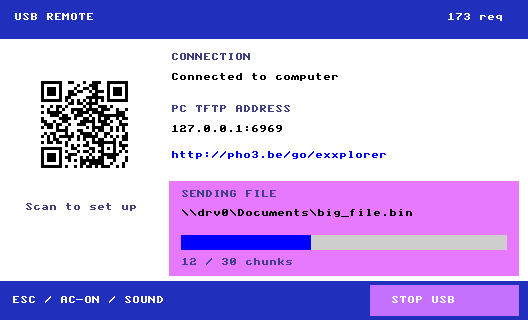 USB REMOTE
173 req
CONNECTION
Connected to computer
PC TFTP ADDRESS
127.0.0.1:6969
http://pho3.be/go/exxplorer
Scan to set up
SENDING FILE
\\drv0\Documents\big_file.bin
12 / 30 chunks
ESC / AC-ON / SOUND
STOP USB